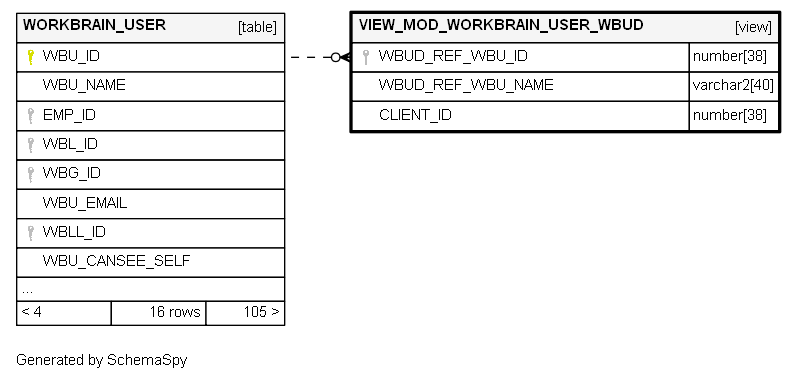 WORKBRAIN_USER [table]
WBU_ID
WBU_NAME
EMP_ID
WBL_ID
WBG_ID
WBU_EMAIL
WBLL_ID
WBU_CANSEE_SELF
...
< 4 16 rows 105 >
VIEW_MOD_WORKBRAIN_USER_WBUD [view]
WBUD_REF_WBU_ID number[38]
WBUD_REF_WBU_NAME varchar2[40]
CLIENT_ID number[38]
Generated by SchemaSpy